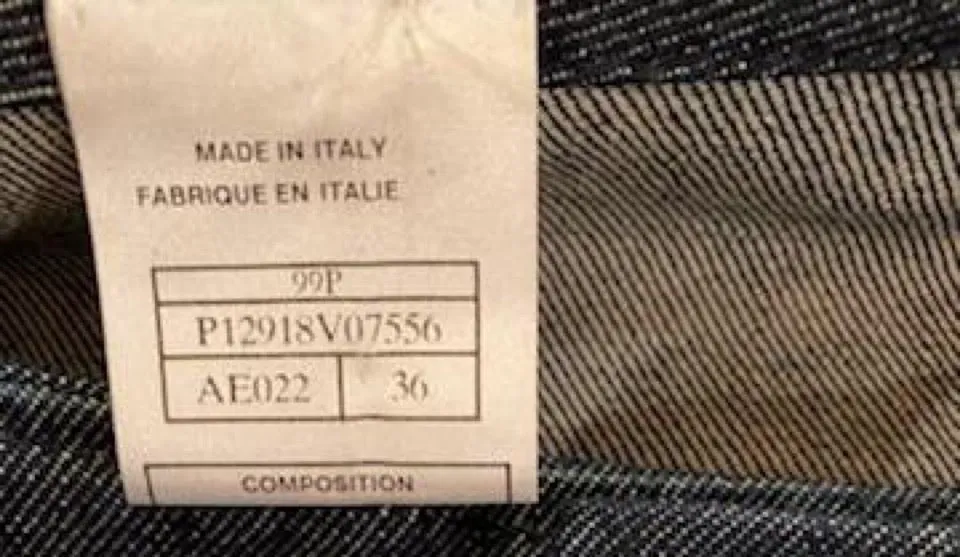 MADE IN ITALY
FABRIQUE EN ITALIE
99P
P12918V07556
AE022 36
COMPOSITION